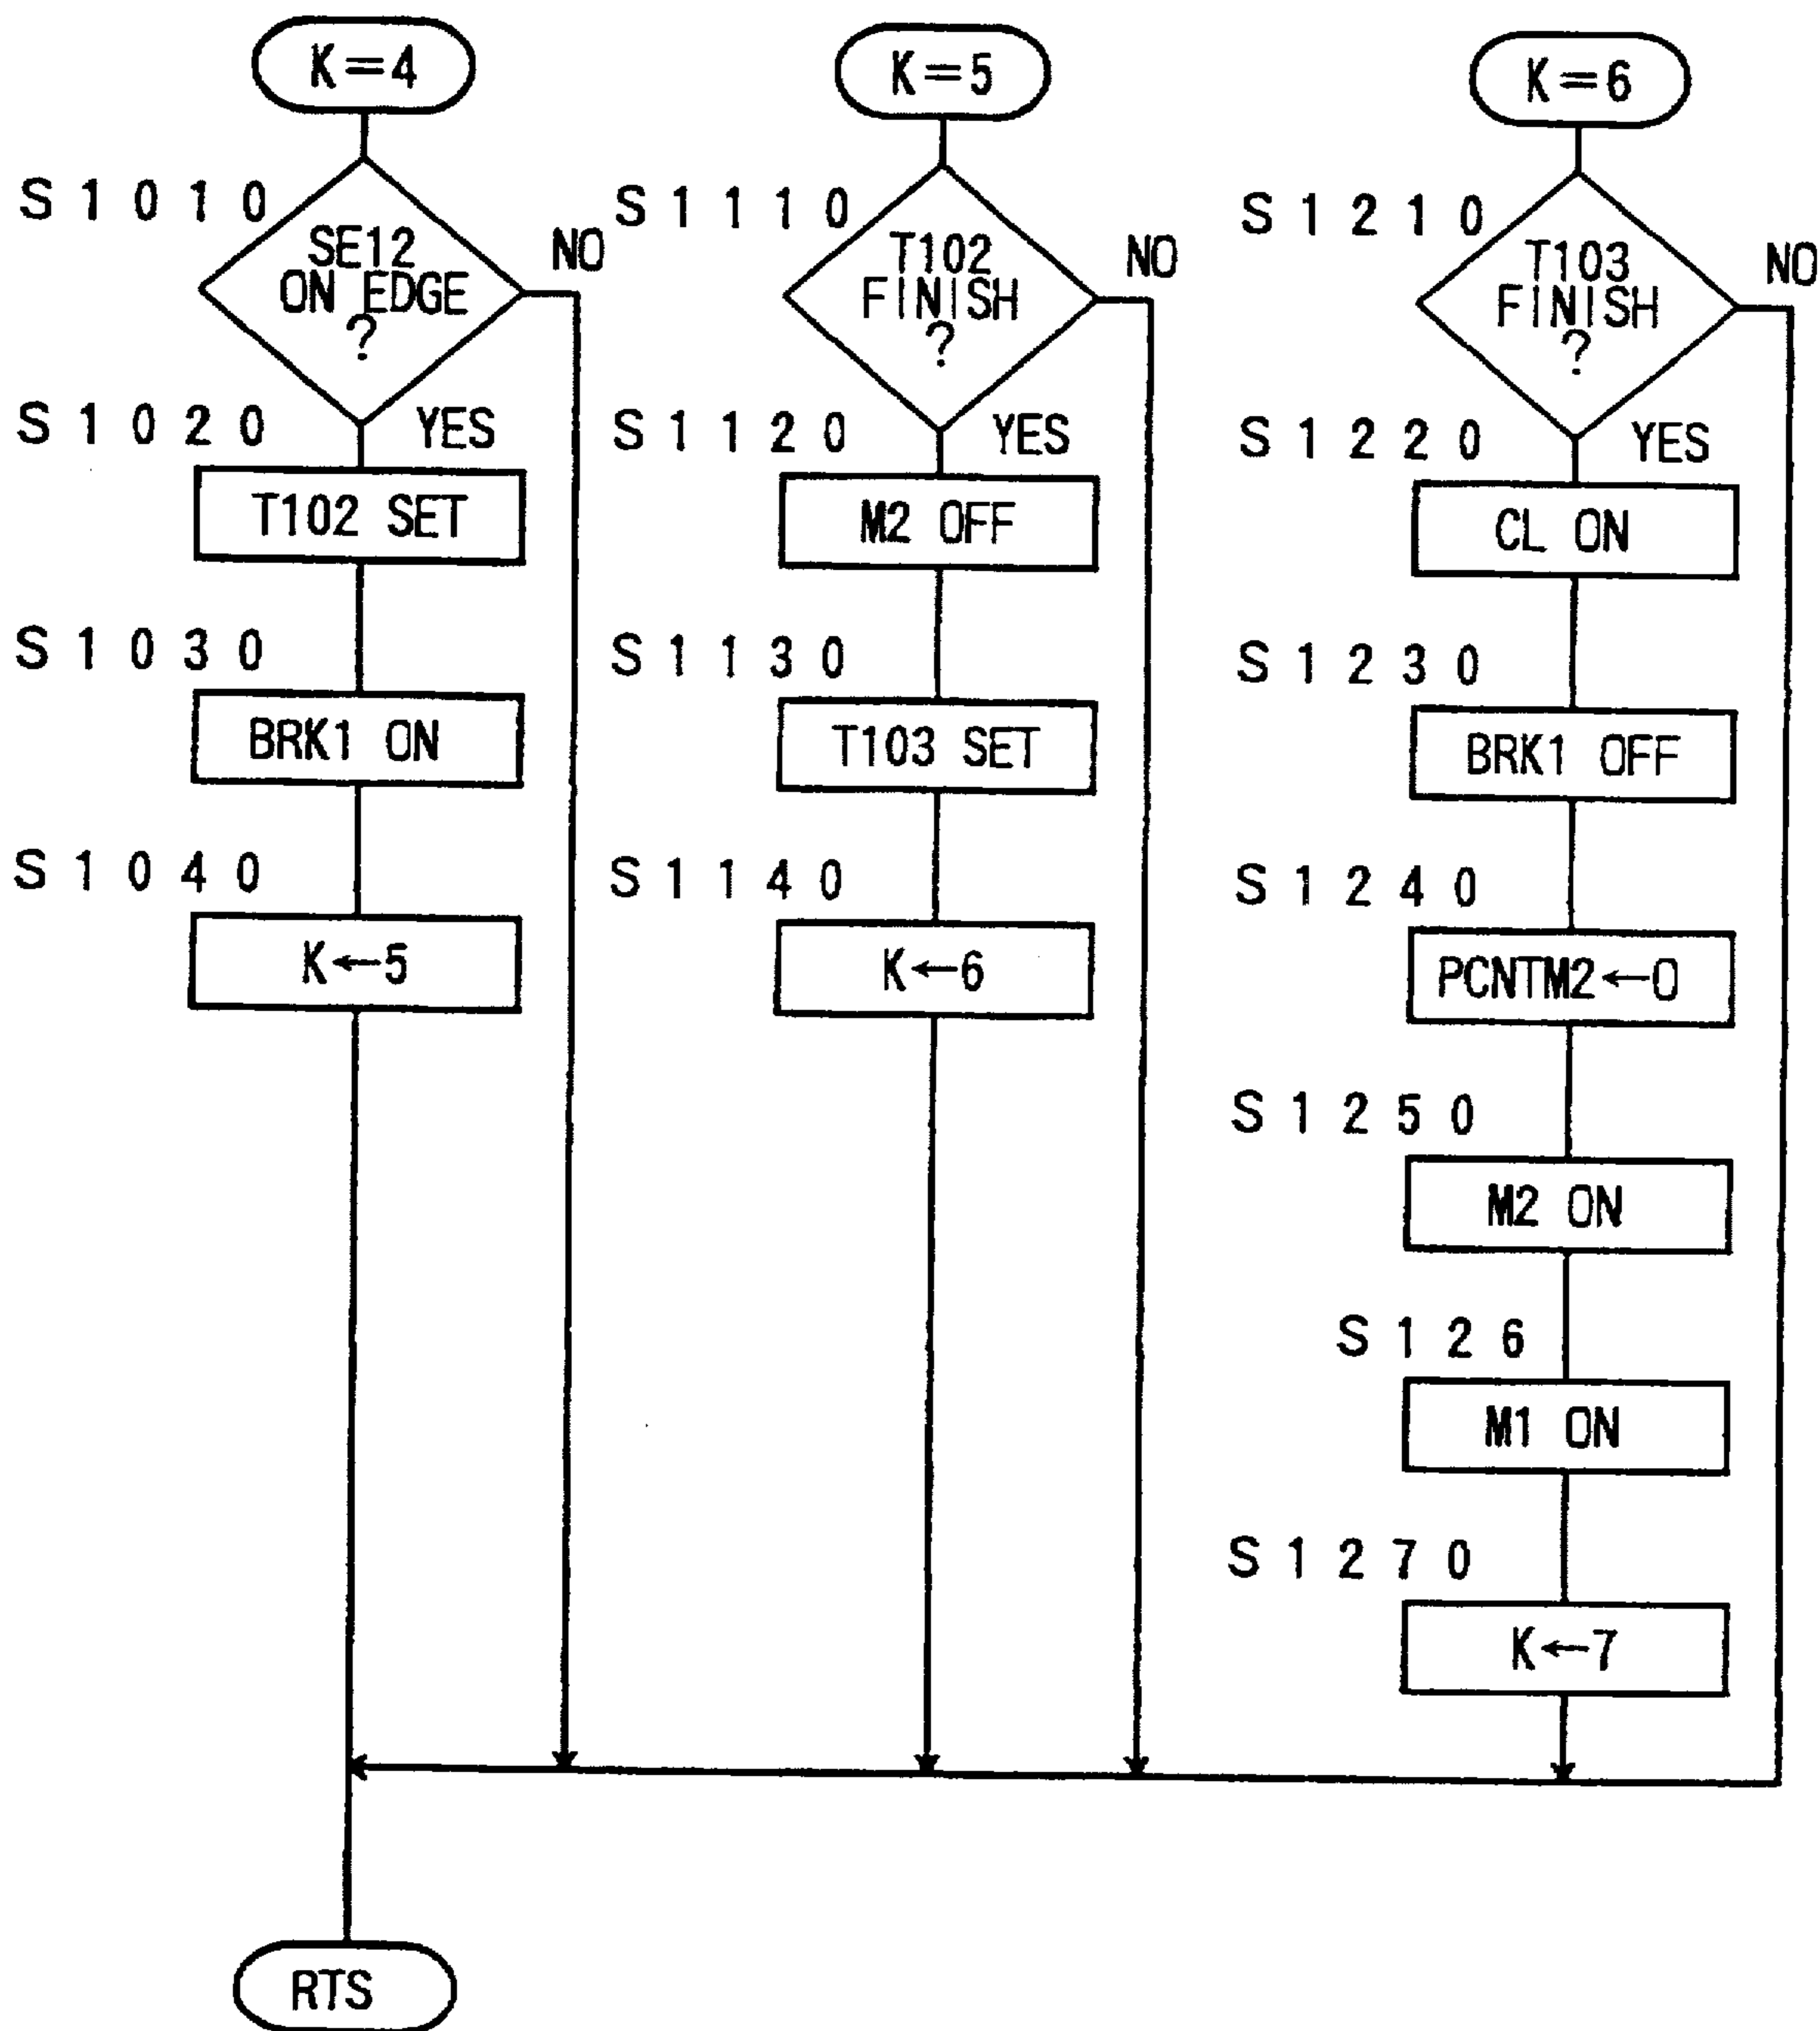 K=4
S1010
SE12
ON EDGE
?
NO
S1020
YES
T102 SET
S1030
BRK1 ON
S1040
K←5
RTS
K=5
S1110
T102
FINISH
?
NO
S1120
YES
M2 OFF
S1130
T103 SET
S1140
K←6
K=6
S1210
T103
FINISH
?
NO
S1220
YES
CL ON
S1230
BRK1 OFF
S1240
PCNTM2←0
S1250
M2 ON
S126
M1 ON
S1270
K←7